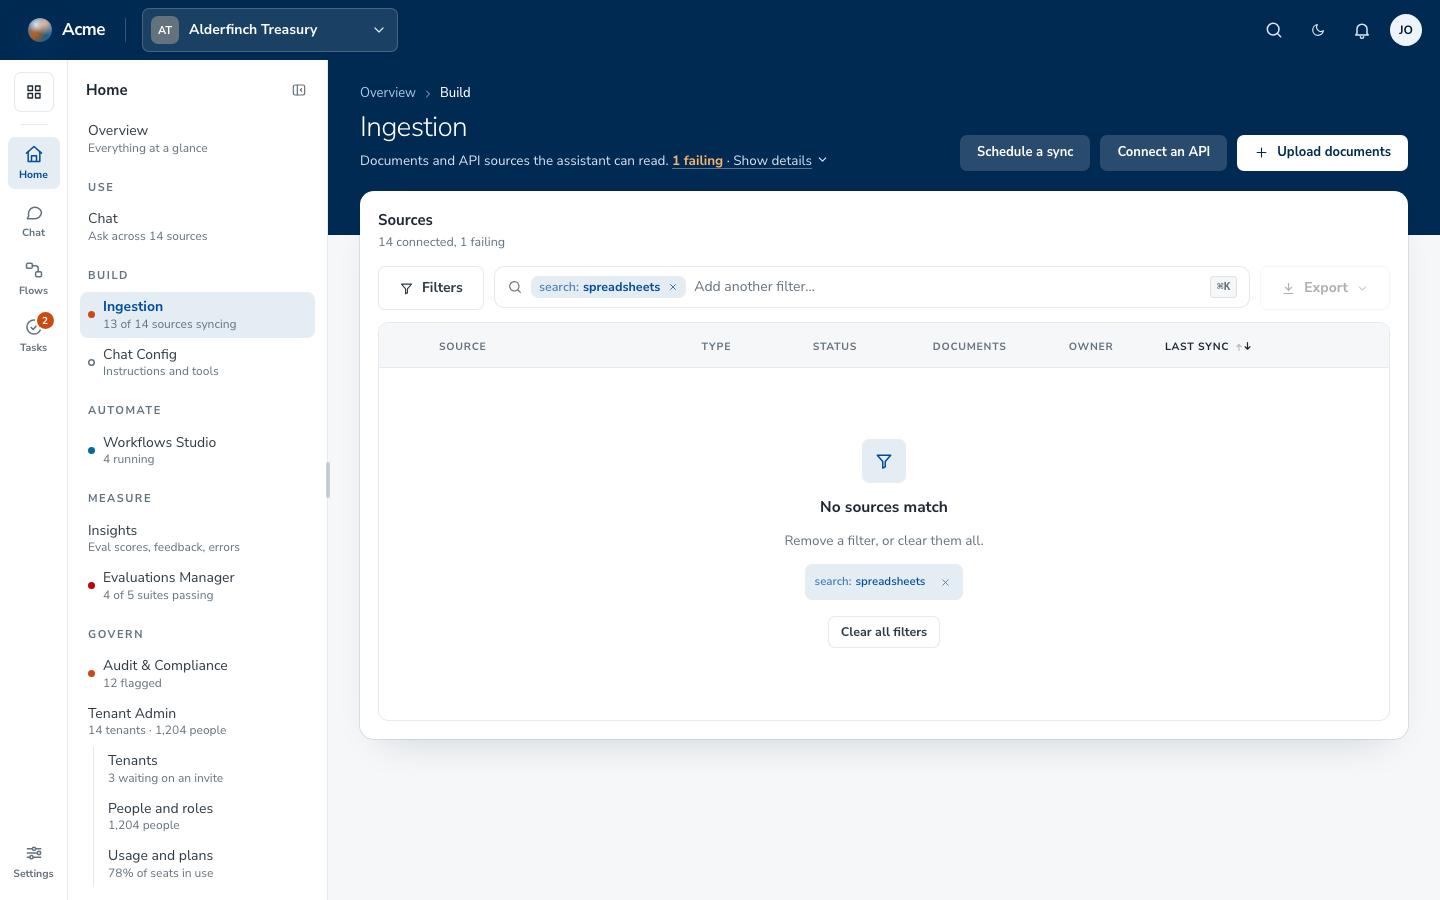 Acme
AT
Alderfinch Treasury
JO
Home
Chat
Flows
2
Tasks
Settings
Home
Overview
Everything at a glance
USE
Chat
Ask across 14 sources
BUILD
Ingestion
13 of 14 sources syncing
Chat Config
Instructions and tools
AUTOMATE
Workflows Studio
4 running
MEASURE
Insights
Eval scores, feedback, errors
Evaluations Manager
4 of 5 suites passing
GOVERN
Audit & Compliance
12 flagged
Tenant Admin
14 tenants · 1,204 people
Tenants
3 waiting on an invite
People and roles
1,204 people
Usage and plans
78% of seats in use
Overview > Build
Ingestion
Documents and API sources the assistant can read. 1 failing · Show details
Schedule a sync
Connect an API
Upload documents
Sources
14 connected, 1 failing
Filters
search: spreadsheets
Add another filter...
⌘K
Export
SOURCE TYPE STATUS DOCUMENTS OWNER LAST SYNC ↑↓
No sources match
Remove a filter, or clear them all.
search: spreadsheets
Clear all filters